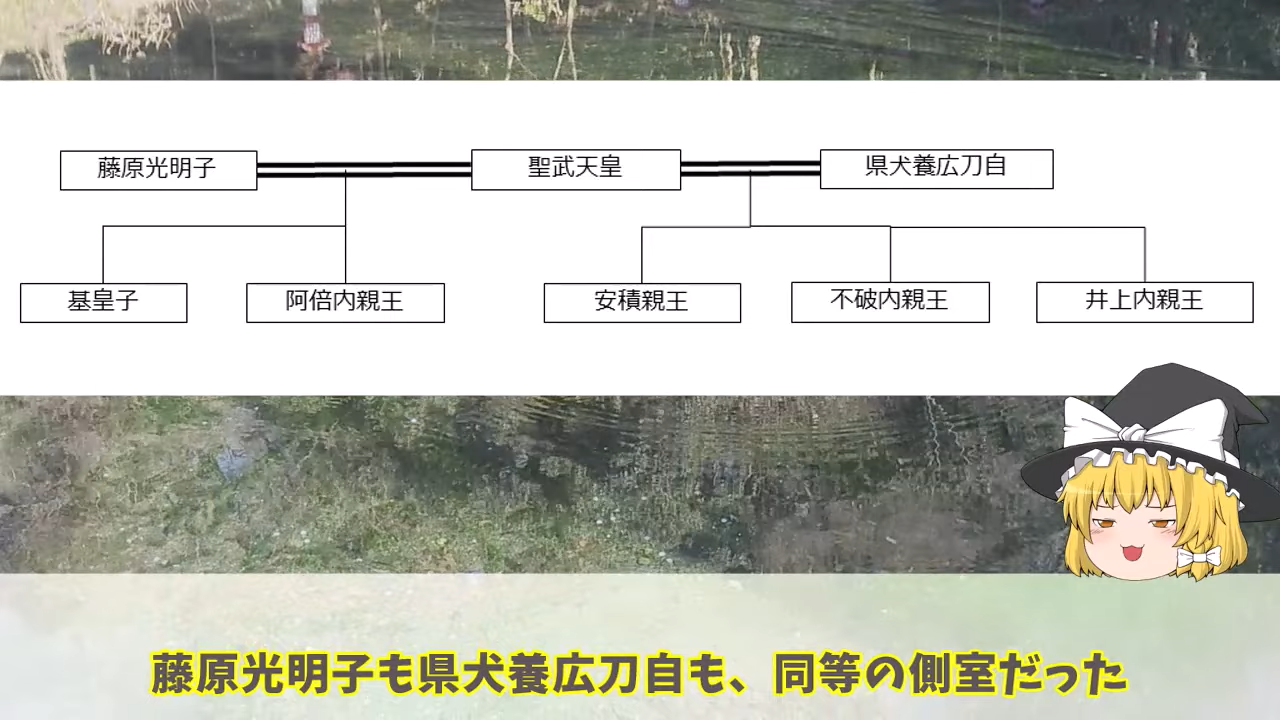 藤原光明子 聖武天皇 県犬養広刀自
基皇子 阿倍内親王 安積親王 不破内親王 井上内親王
藤原光明子も県犬養広刀自も、同等の側室だった